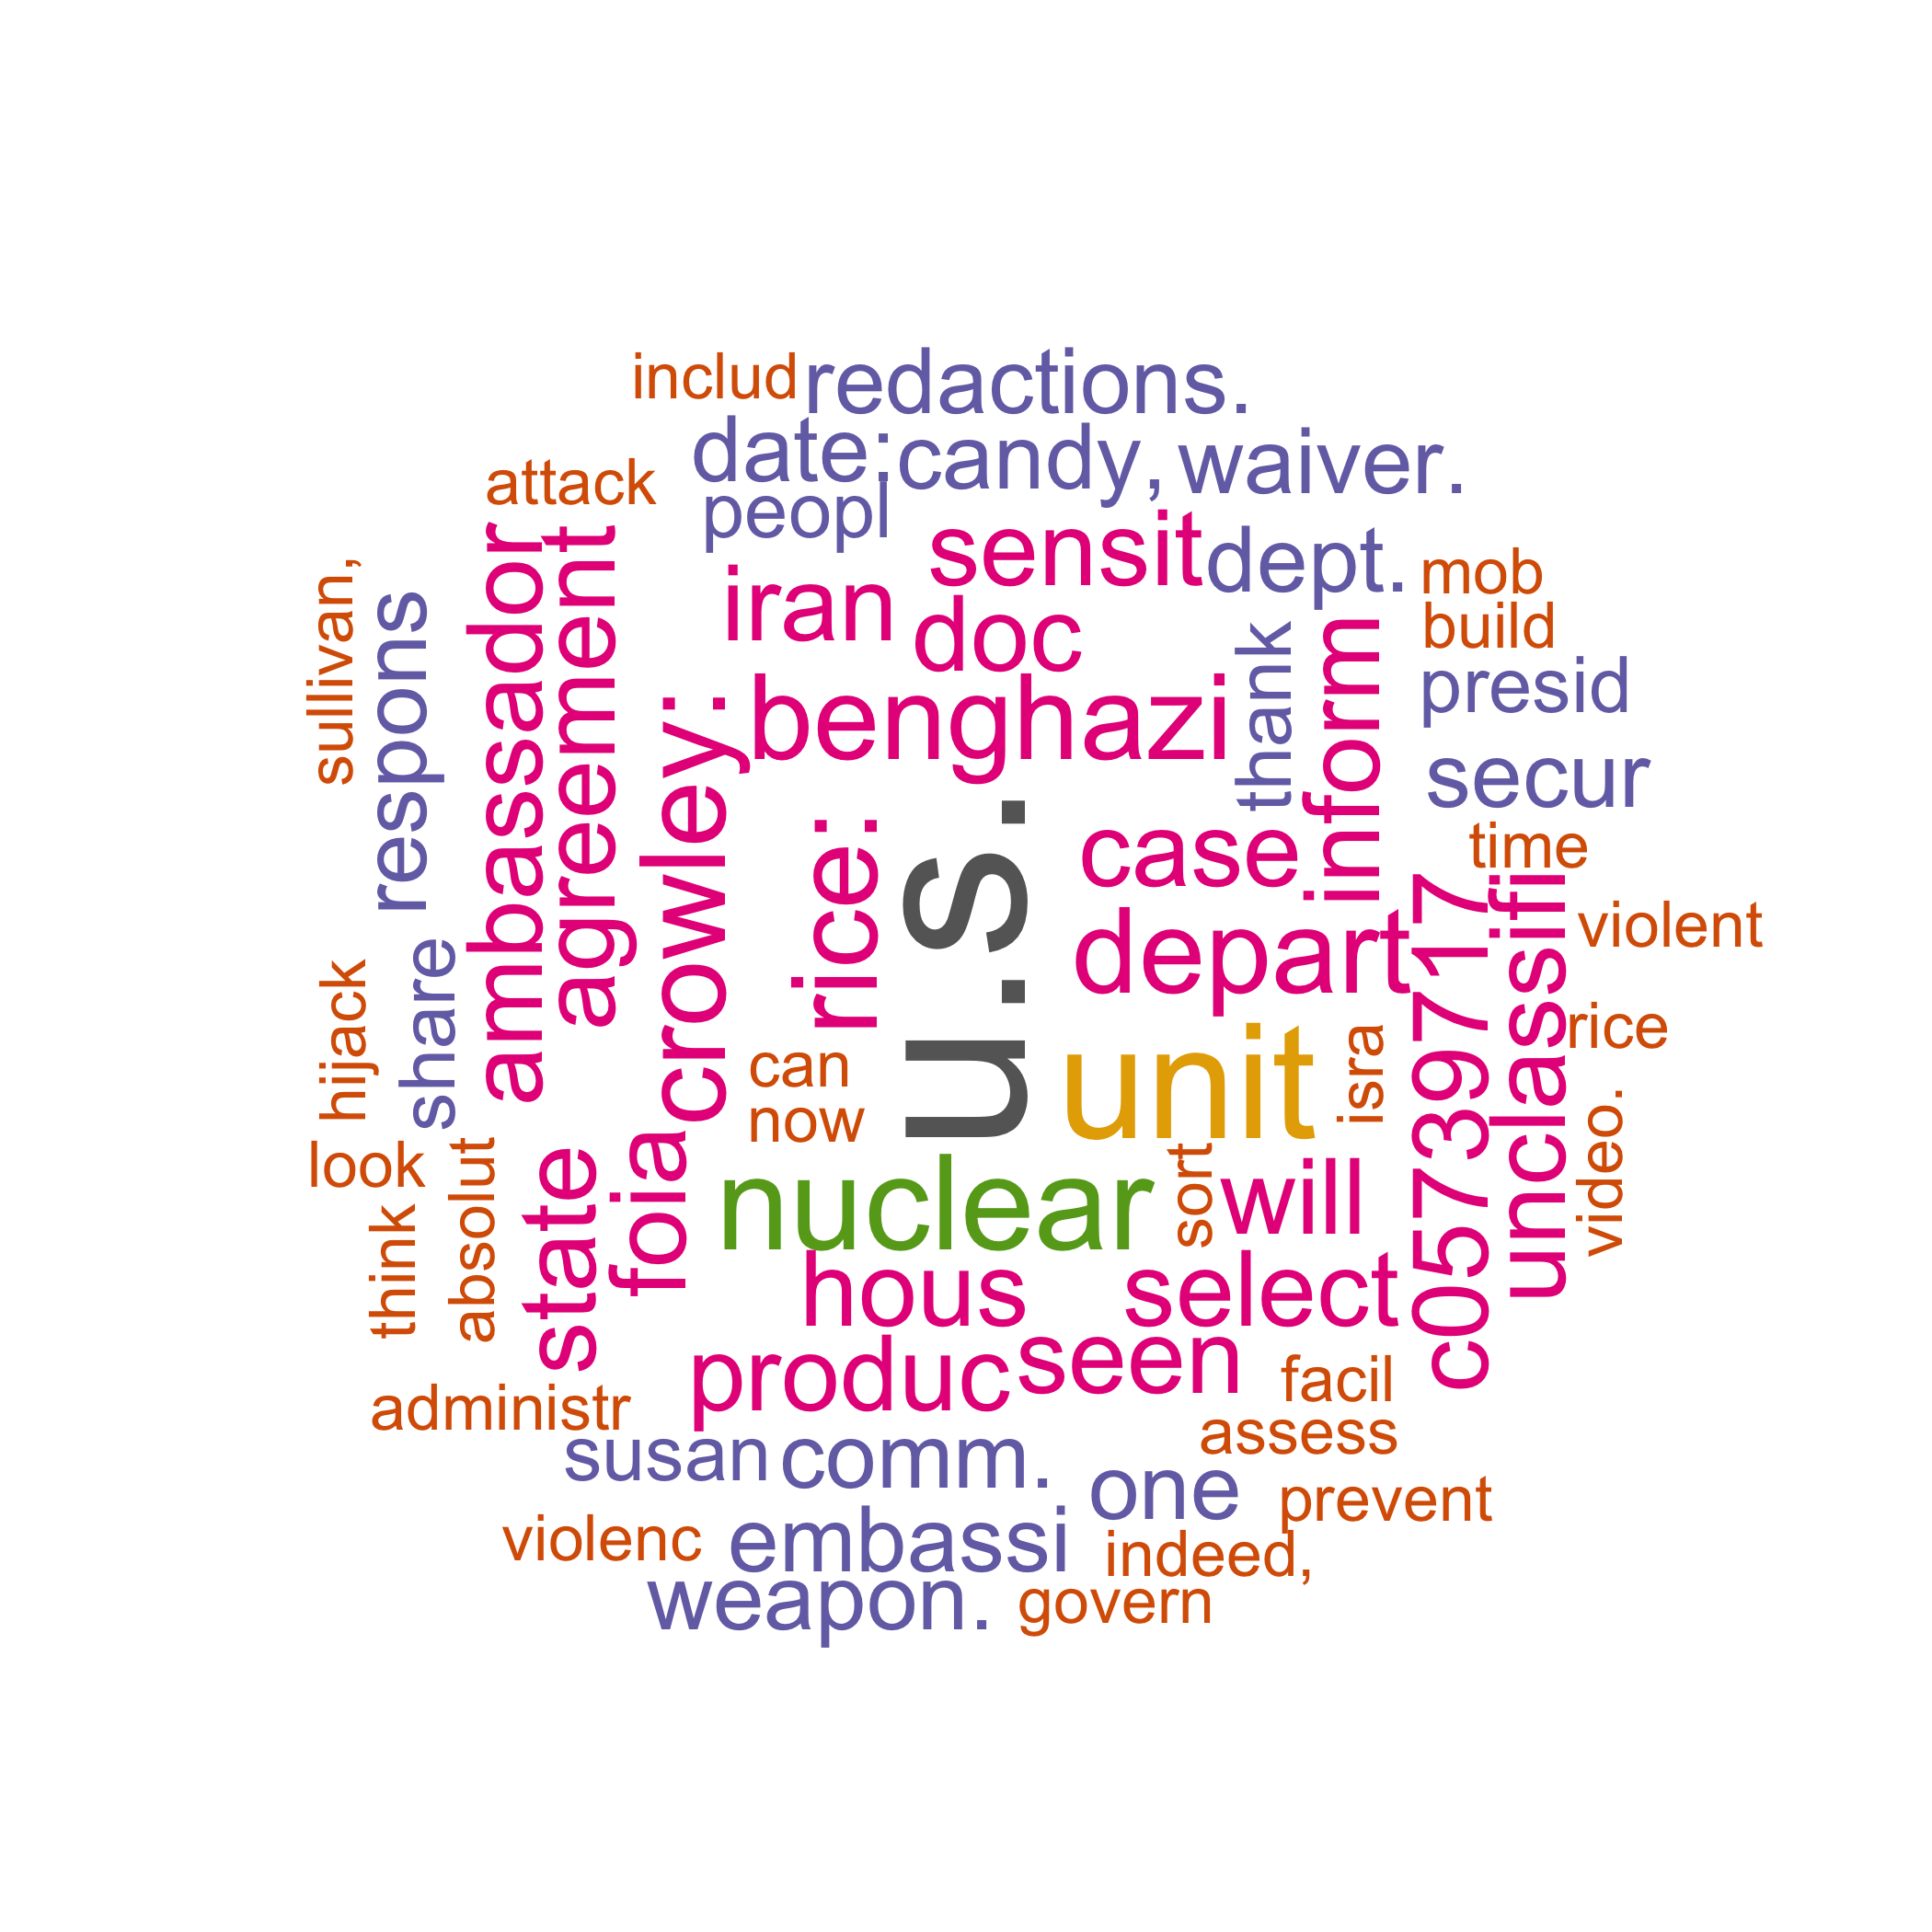 includ
redactions.
date:
candy,
waiver.
attack
peopl
sensit
dept.
mob
iran
doc
build
sullivan,
respons
ambassador
agreement
crowley:
benghazi
thank
inform
presid
secur
rice:
u.s.
case
time
depart
c05739717
unclassifi
violent
hijack
share
can
now
unit
isra
rice
video.
look
think
absolut
state
foia
nuclear
sort
will
hous
select
produc
seen
facil
administr
assess
susan
comm.
one
prevent
violenc
embassi
indeed,
weapon.
govern